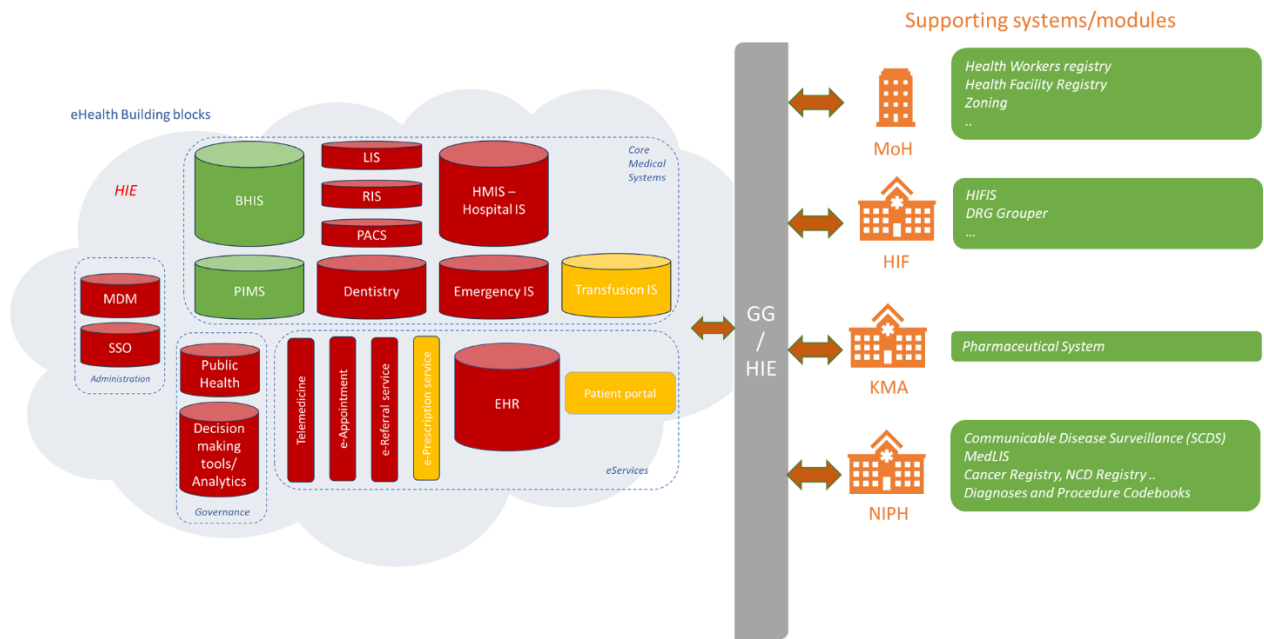 Supporting systems/modules
eHealth Building blocks
HIE
Core
Medical
Systems
BHIS
LIS
RIS
PACS
HMIS –
Hospital IS
PIMS
Dentistry
Emergency IS
Transfusion IS
MDM
SSO
Administration
Public
Health
Decision
making
tools/
Analytics
Governance
Telemedicine
e-Appointment
e-Referral service
e-Prescription service
EHR
Patient portal
eServices
GG
/
HIE
MoH
Health Workers registry
Health Facility Registry
Zoning
..
HIF
HIFIS
DRG Grouper
...
KMA
Pharmaceutical System
NIPH
Communicable Disease Surveillance (SCDS)
MedLIS
Cancer Registry, NCD Registry ..
Diagnoses and Procedure Codebooks